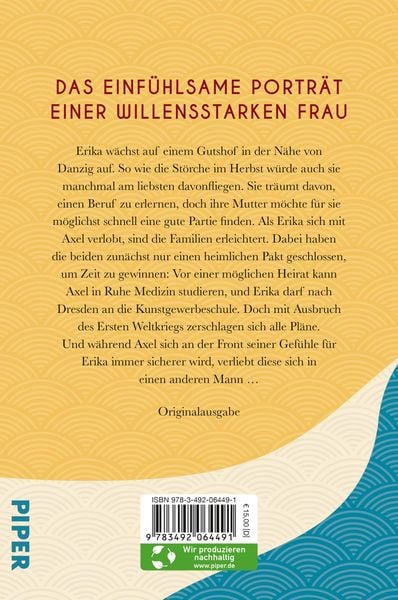 DAS EINFÜHLSAME PORTRÄT
EINER WILLENSSTARKEN FRAU
Erika wächst auf einem Gutshof in der Nähe von
Danzig auf. So wie die Störche im Herbst würde auch sie
manchmal am liebsten davonfliegen. Sie träumt davon,
einen Beruf zu erlernen, doch ihre Mutter möchte für sie
möglichst schnell eine gute Partie finden. Als Erika sich mit
Axel verlobt, sind die Familien erleichtert. Dabei haben
die beiden zunächst nur einen heimlichen Pakt geschlossen,
um Zeit zu gewinnen: Vor einer möglichen Heirat kann
Axel in Ruhe Medizin studieren, und Erika darf nach
Dresden an die Kunstgewerbeschule. Doch mit Ausbruch
des Ersten Weltkriegs zerschlagen sich alle Pläne.
Und während Axel sich an der Front seiner Gefühle für
Erika immer sicherer wird, verliebt diese sich in
einen anderen Mann …
Originalausgabe
PIPER
ISBN 978-3-492-06449-1
9 783492 064491
€ 15,00 [D]
Wir produzieren
nachhaltig
www.piper.de